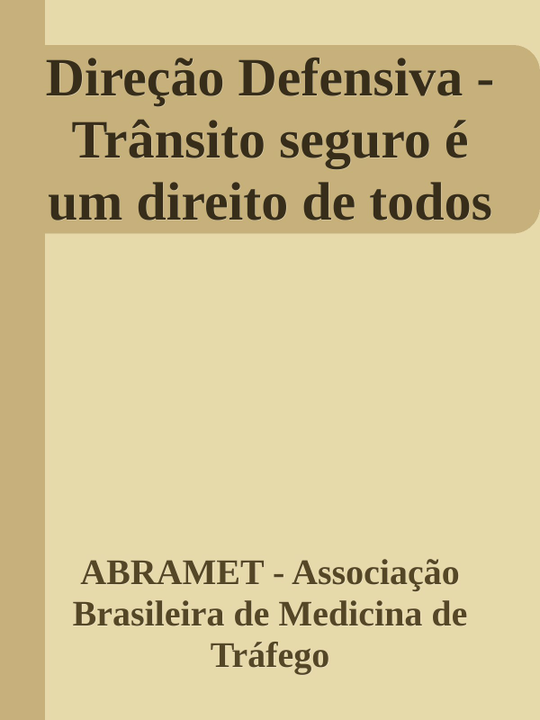 Direção Defensiva -
Trânsito seguro é
um direito de todos
ABRAMET - Associação
Brasileira de Medicina de
Tráfego